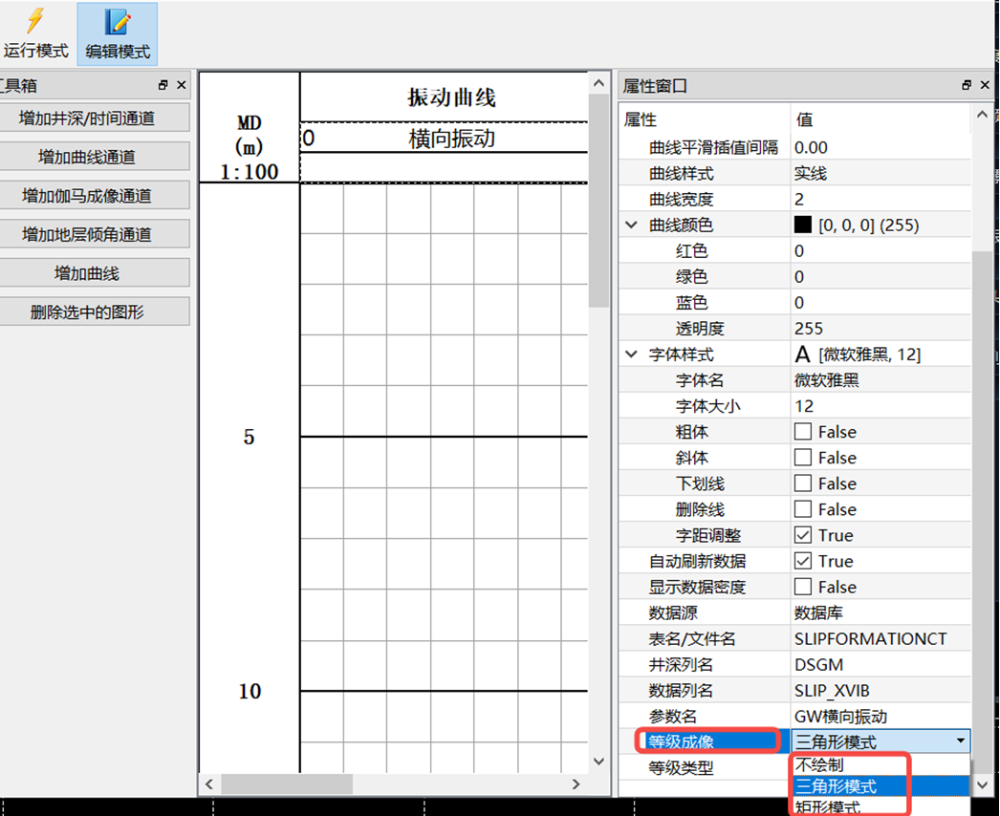 运行模式
编辑模式
工具箱
增加井深/时间通道
增加曲线通道
增加伽马成像通道
增加地层倾角通道
增加曲线
删除选中的图形
MD
(m)
1:100
振动曲线
0 横向振动
5
10
属性窗口
属性 值
曲线平滑插值间隔 0.00
曲线样式 实线
曲线宽度 2
曲线颜色 [0, 0, 0] (255)
红色 0
绿色 0
蓝色 0
透明度 255
字体样式 A [微软雅黑, 12]
字体名 微软雅黑
字体大小 12
粗体 False
斜体 False
下划线 False
删除线 False
字距调整 True
自动刷新数据 True
显示数据密度 False
数据源 数据库
表名/文件名 SLIPFORMATIONCT
井深列名 DSGM
数据列名 SLIP_XVIB
参数名 GW横向振动
等级成像 三角形模式
等级类型
不绘制
三角形模式
矩形模式